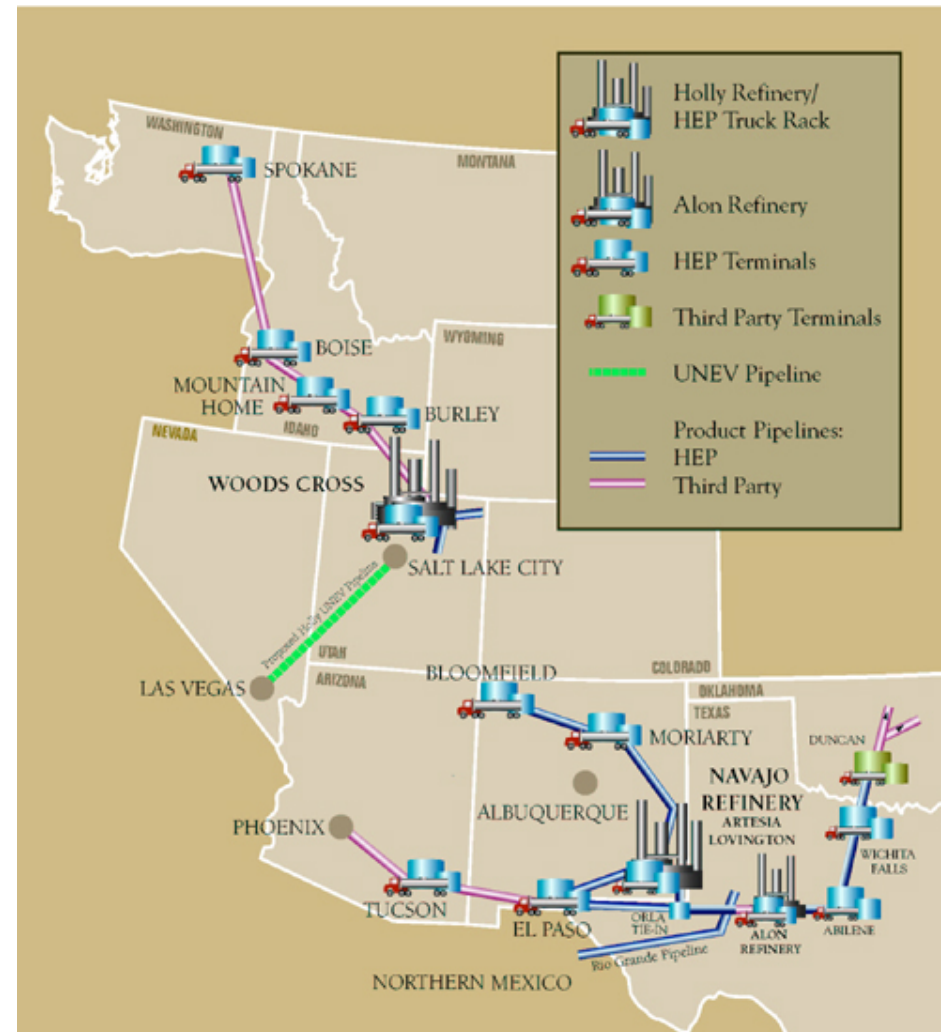 Holly Refinery/
HEP Truck Rack
Alon Refinery
HEP Terminals
Third Party Terminals
UNEV Pipeline
Product Pipelines:
HEP
Third Party
WASHINGTON
MONTANA
SPOKANE
WYOMING
BOISE
MOUNTAIN
HOME
IDAHO
BURLEY
NEVADA
WOODS CROSS
SALT LAKE CITY
Proposed Holly UNEV Pipeline
UTAH
COLORADO
LAS VEGAS
ARIZONA
BLOOMFIELD
OKLAHOMA
TEXAS
MORIARTY
DUNCAN
NAVAJO
REFINERY
ARTESIA
LOVINGTON
ALBUQUERQUE
PHOENIX
WICHITA
FALLS
TUCSON
EL PASO
ORLA
TIE-IN
ALON
REFINERY
ABILENE
Rio Grande Pipeline
NORTHERN MEXICO